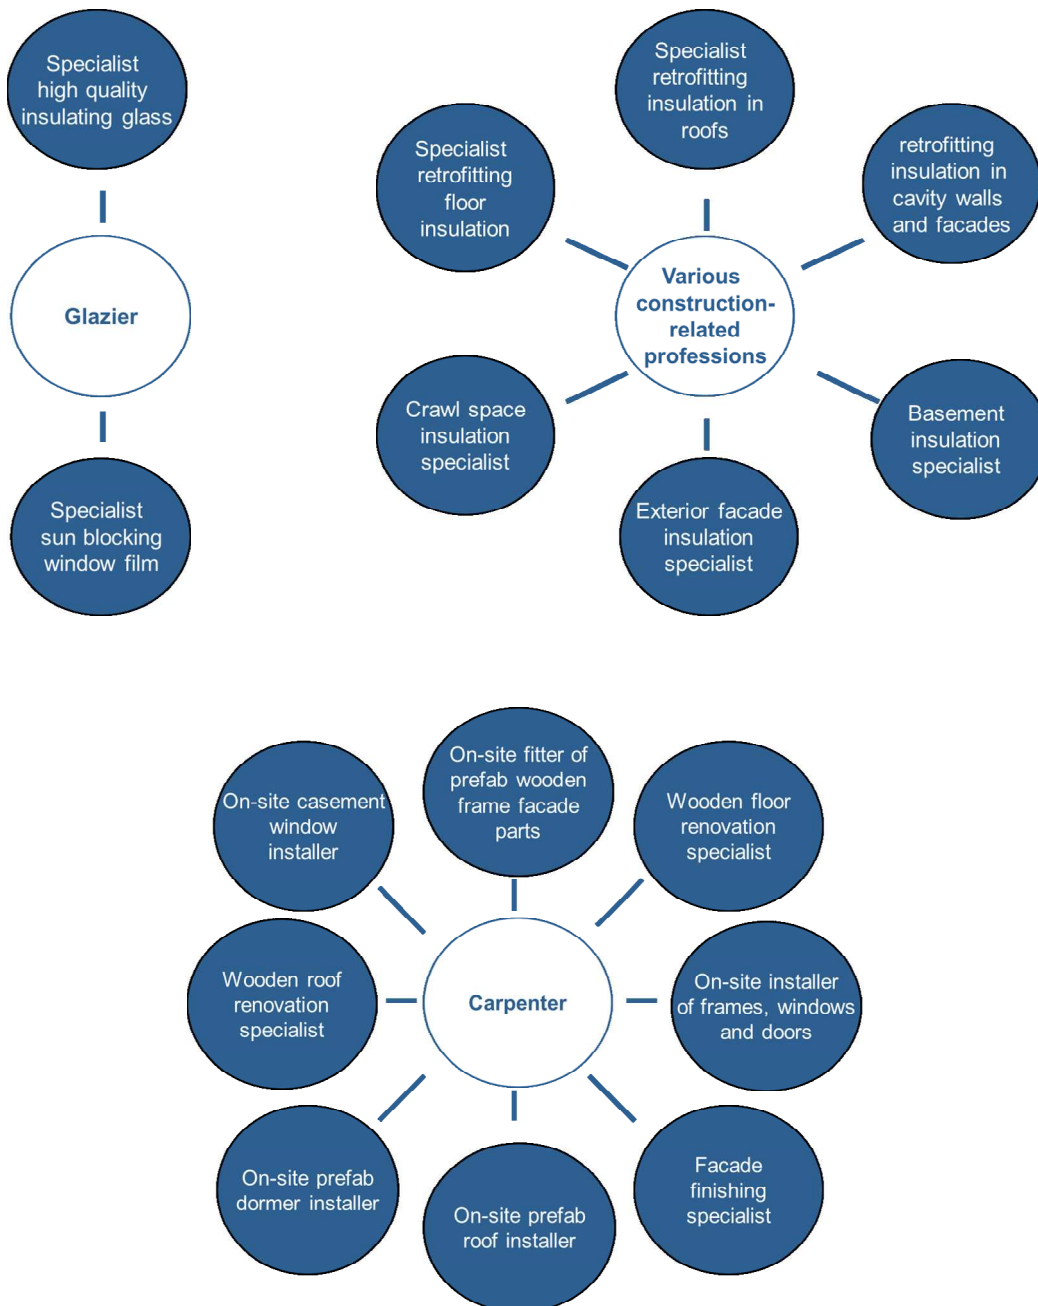 Specialist
high quality
insulating glass
Glazier
Specialist
sun blocking
window film
Specialist
retrofitting
insulation in
roofs
Specialist
retrofitting
floor
insulation
retrofitting
insulation in
cavity walls
and facades
Various
construction-
related
professions
Crawl space
insulation
specialist
Basement
insulation
specialist
Exterior facade
insulation
specialist
On-site fitter of
prefab wooden
frame facade
parts
On-site casement
window
installer
Wooden floor
renovation
specialist
Wooden roof
renovation
specialist
Carpenter
On-site installer
of frames, windows
and doors
On-site prefab
dormer installer
On-site prefab
roof installer
Facade
finishing
specialist